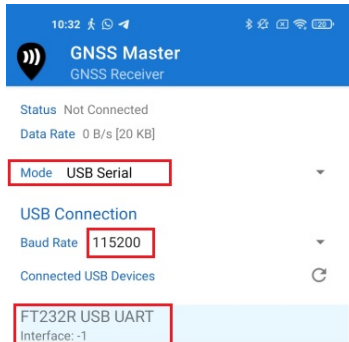 10:32 20
GNSS Master
GNSS Receiver
Status Not Connected
Data Rate 0 B/s [20 KB]
Mode USB Serial
USB Connection
Baud Rate 115200
Connected USB Devices
FT232R USB UART
Interface: -1